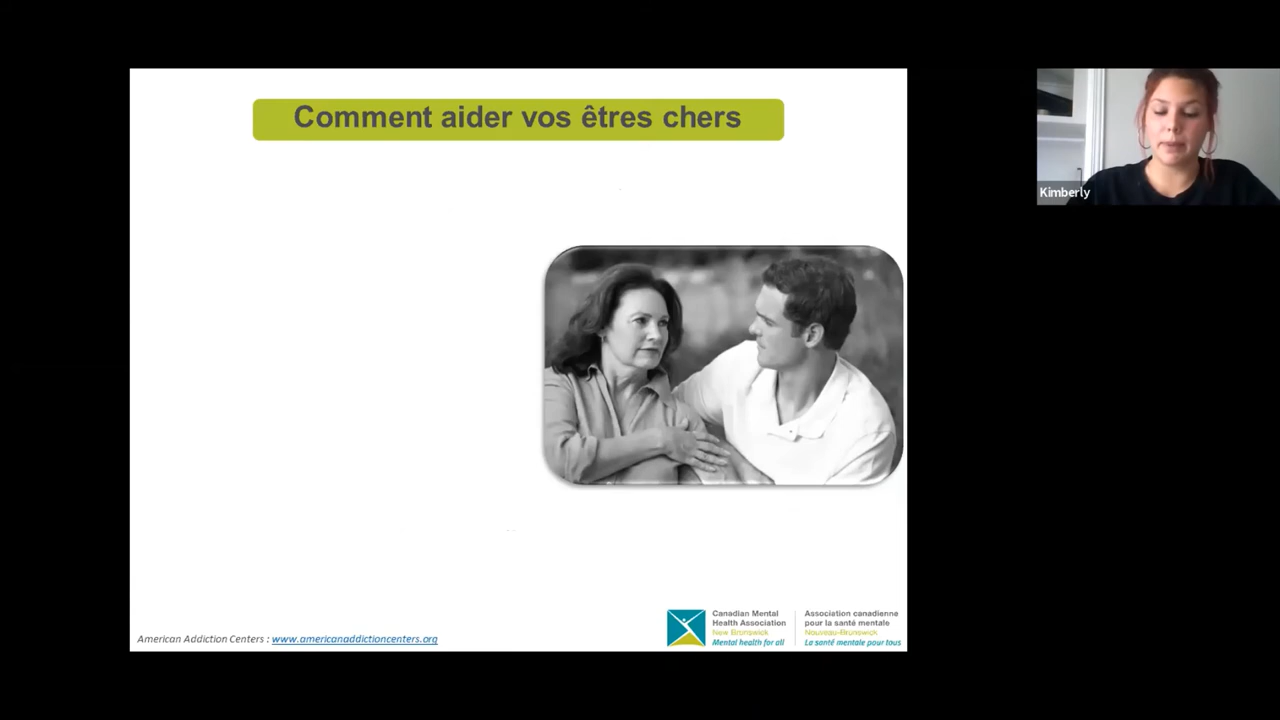 Comment aider vos êtres chers
Kimberly
American Addiction Centers : www.americanaddictioncenters.org
Canadian Mental
Health Association
New Brunswick
Mental health for all
Association canadienne
pour la santé mentale
Nouveau-Brunswick
La santé mentale pour tous